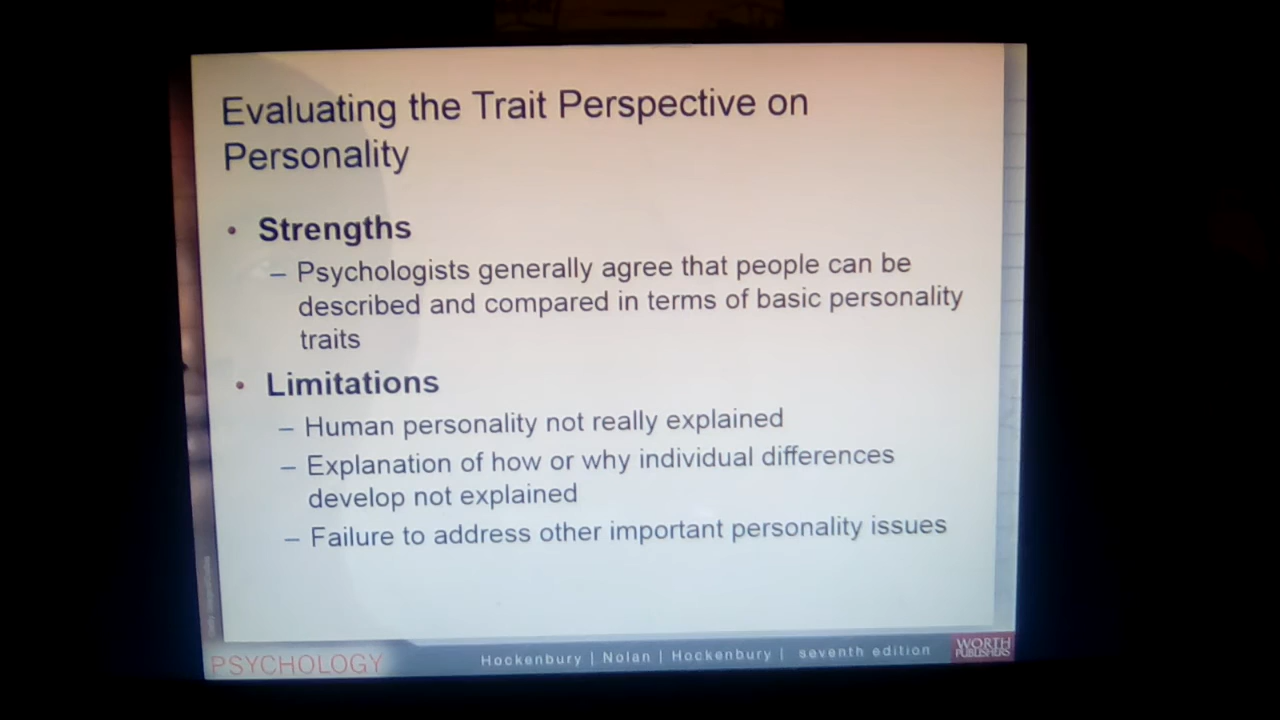 Evaluating the Trait Perspective on
Personality
• Strengths
– Psychologists generally agree that people can be
described and compared in terms of basic personality
traits
• Limitations
– Human personality not really explained
– Explanation of how or why individual differences
develop not explained
– Failure to address other important personality issues
PSYCHOLOGY
Hockenbury | Nolan | Hockenbury | seventh edition
WORTH
PUBLISHERS